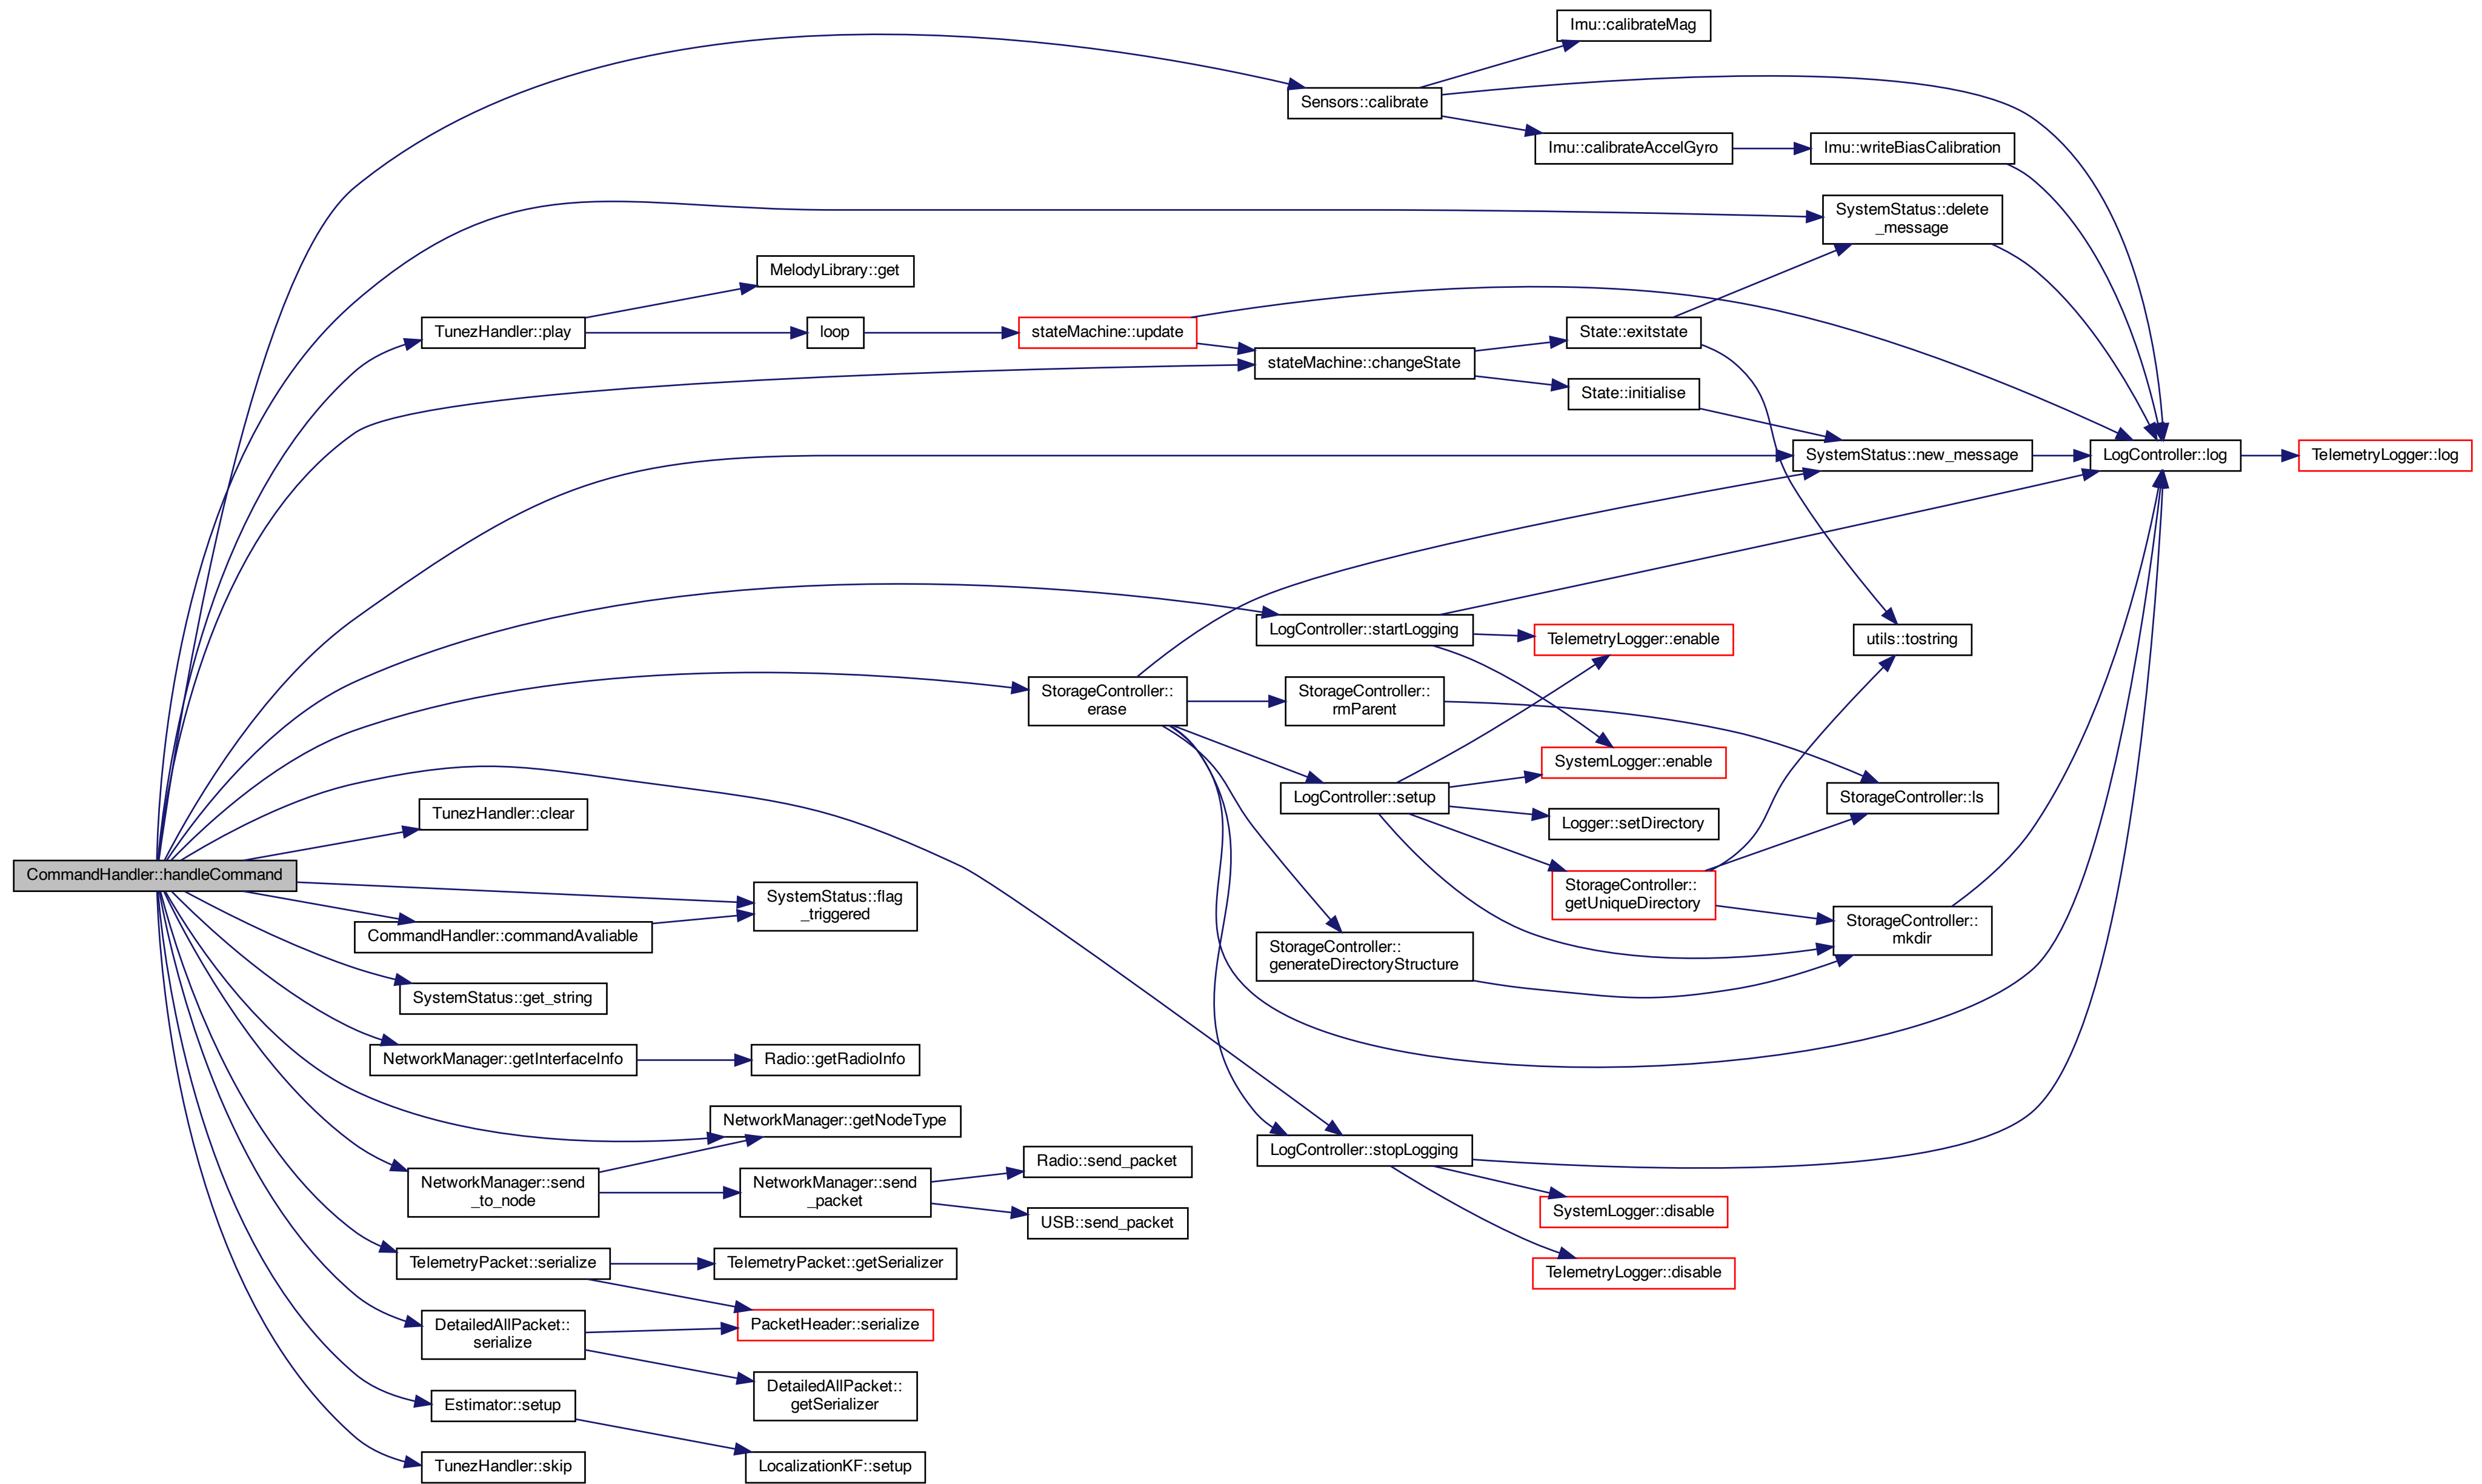 Imu::calibrateMag
Sensors::calibrate
Imu::calibrateAccelGyro
Imu::writeBiasCalibration
SystemStatus::delete
_message
MelodyLibrary::get
TunezHandler::play
loop
stateMachine::update
State::exitstate
stateMachine::changeState
State::initialise
SystemStatus::new_message
LogController::log
TelemetryLogger::log
LogController::startLogging
TelemetryLogger::enable
utils::tostring
StorageController::
erase
StorageController::
rmParent
SystemLogger::enable
LogController::setup
StorageController::ls
TunezHandler::clear
Logger::setDirectory
CommandHandler::handleCommand
SystemStatus::flag
_triggered
StorageController::
getUniqueDirectory
CommandHandler::commandAvaliable
StorageController::
mkdir
StorageController::
generateDirectoryStructure
SystemStatus::get_string
NetworkManager::getInterfaceInfo
Radio::getRadioInfo
NetworkManager::getNodeType
LogController::stopLogging
Radio::send_packet
NetworkManager::send
_to_node
NetworkManager::send
_packet
USB::send_packet
SystemLogger::disable
TelemetryPacket::serialize
TelemetryPacket::getSerializer
TelemetryLogger::disable
DetailedAllPacket::
serialize
PacketHeader::serialize
DetailedAllPacket::
getSerializer
Estimator::setup
TunezHandler::skip
LocalizationKF::setup